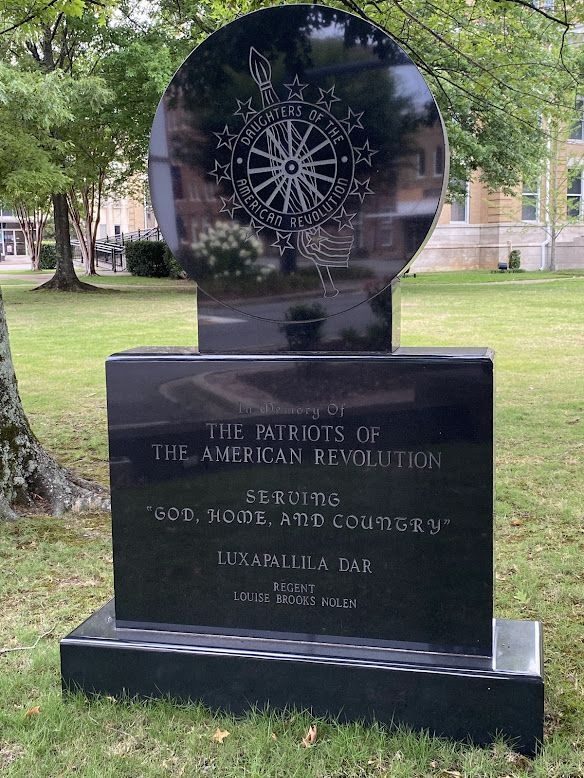 DAUGHTERS OF THE
AMERICAN REVOLUTION
In Memory Of
THE PATRIOTS OF
THE AMERICAN REVOLUTION
SERVING
"GOD, HOME, AND COUNTRY"
LUXAPALLILA DAR
REGENT
LOUISE BROOKS NOLEN